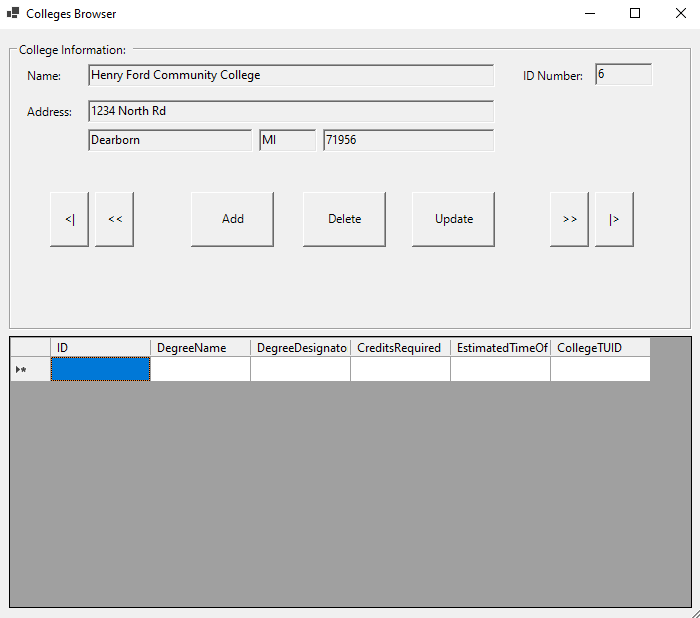 Colleges Browser
College Information:
Name: Henry Ford Community College ID Number: 6
Address: 1234 North Rd
Dearborn MI 71956
<| << Add Delete Update >> |>
ID DegreeName DegreeDesignato CreditsRequired EstimatedTimeOf CollegeTUID